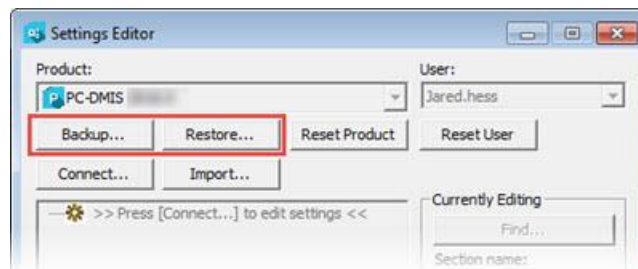 Settings Editor
Product: User:
PC-DMIS Jared.hess
Backup... Restore... Reset Product Reset User
Connect... Import...
>> Press [Connect...] to edit settings << Currently Editing
Find...
Section name: